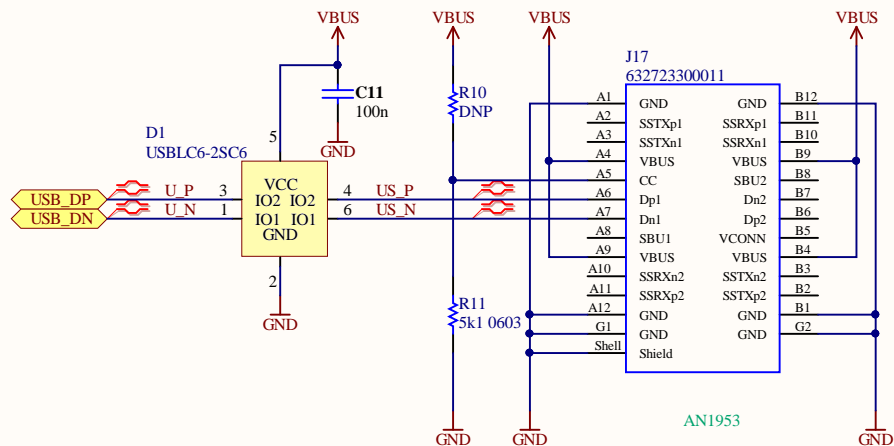 VBUS
VBUS
VBUS
VBUS
J17
632723300011
C11
100n
R10
DNP
D1
USBLC6-2SC6
5
GND
A1 GND GND B12
A2 SSTXp1 SSRXp1 B11
A3 SSTXn1 SSRXn1 B10
A4 VBUS VBUS B9
A5 CC SBU2 B8
A6 Dp1 Dn2 B7
A7 Dn1 Dp2 B6
A8 SBU1 VCONN B5
A9 VBUS VBUS B4
A10 SSRXn2 SSTXn2 B3
A11 SSRXp2 SSTXp2 B2
A12 GND GND B1
G1 GND GND G2
Shell Shield
VCC
USB_DP U_P 3 IO2 IO2 4 US_P
USB_DN U_N 1 IO1 IO1 6 US_N
GND
2
GND
R11
5k1 0603
AN1953
GND
GND
GND